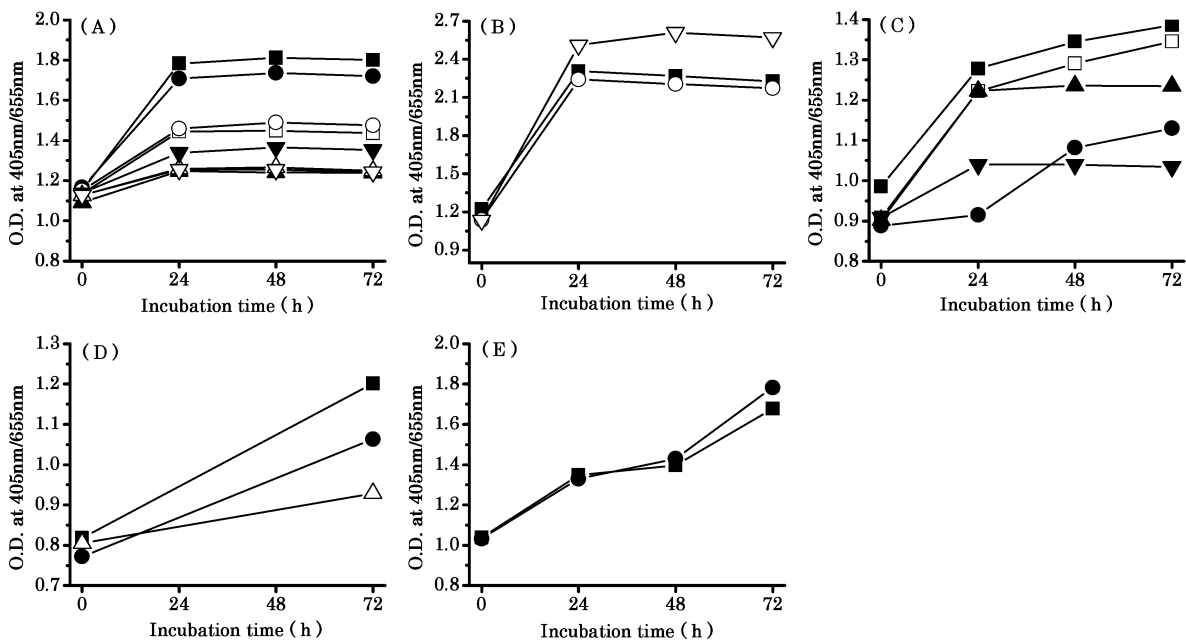 ( A )
2.0
1.8
1.6
1.4
1.2
1.0
0.8
0 24 48 72
O.D. at 405nm/655nm
Incubation time ( h )
( B )
2.7
2.4
2.1
1.8
1.5
1.2
0.9
0 24 48 72
O.D. at 405nm/655nm
Incubation time ( h )
( C )
1.4
1.3
1.2
1.1
1.0
0.9
0.8
0 24 48 72
O.D. at 405nm/655nm
Incubation time ( h )
( D )
1.3
1.2
1.1
1.0
0.9
0.8
0.7
0 24 48 72
O.D. at 405nm/655nm
Incubation time ( h )
( E )
2.0
1.8
1.6
1.4
1.2
1.0
0.8
0 24 48 72
O.D. at 405nm/655nm
Incubation time ( h )